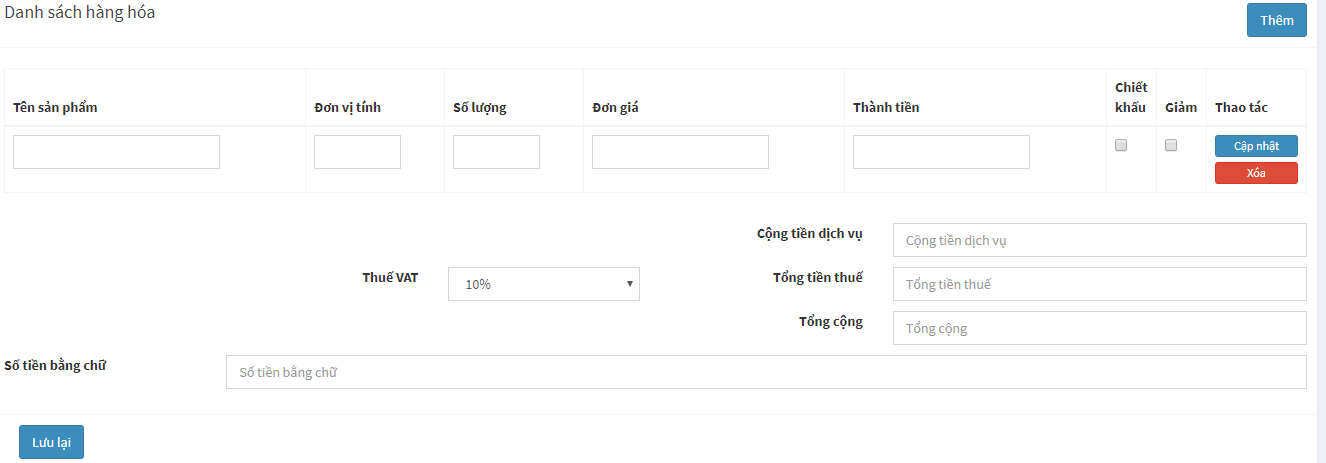 Danh sách hàng hóa
Thêm
Tên sản phẩm
Đơn vị tính
Số lượng
Đơn giá
Thành tiền
Chiết
khấu
Giảm
Thao tác
Cập nhật
Xóa
Cộng tiền dịch vụ
Cộng tiền dịch vụ
Thuế VAT
10%
Tổng tiền thuế
Tổng tiền thuế
Tổng cộng
Tổng cộng
Số tiền bằng chữ
Số tiền bằng chữ
Lưu lại